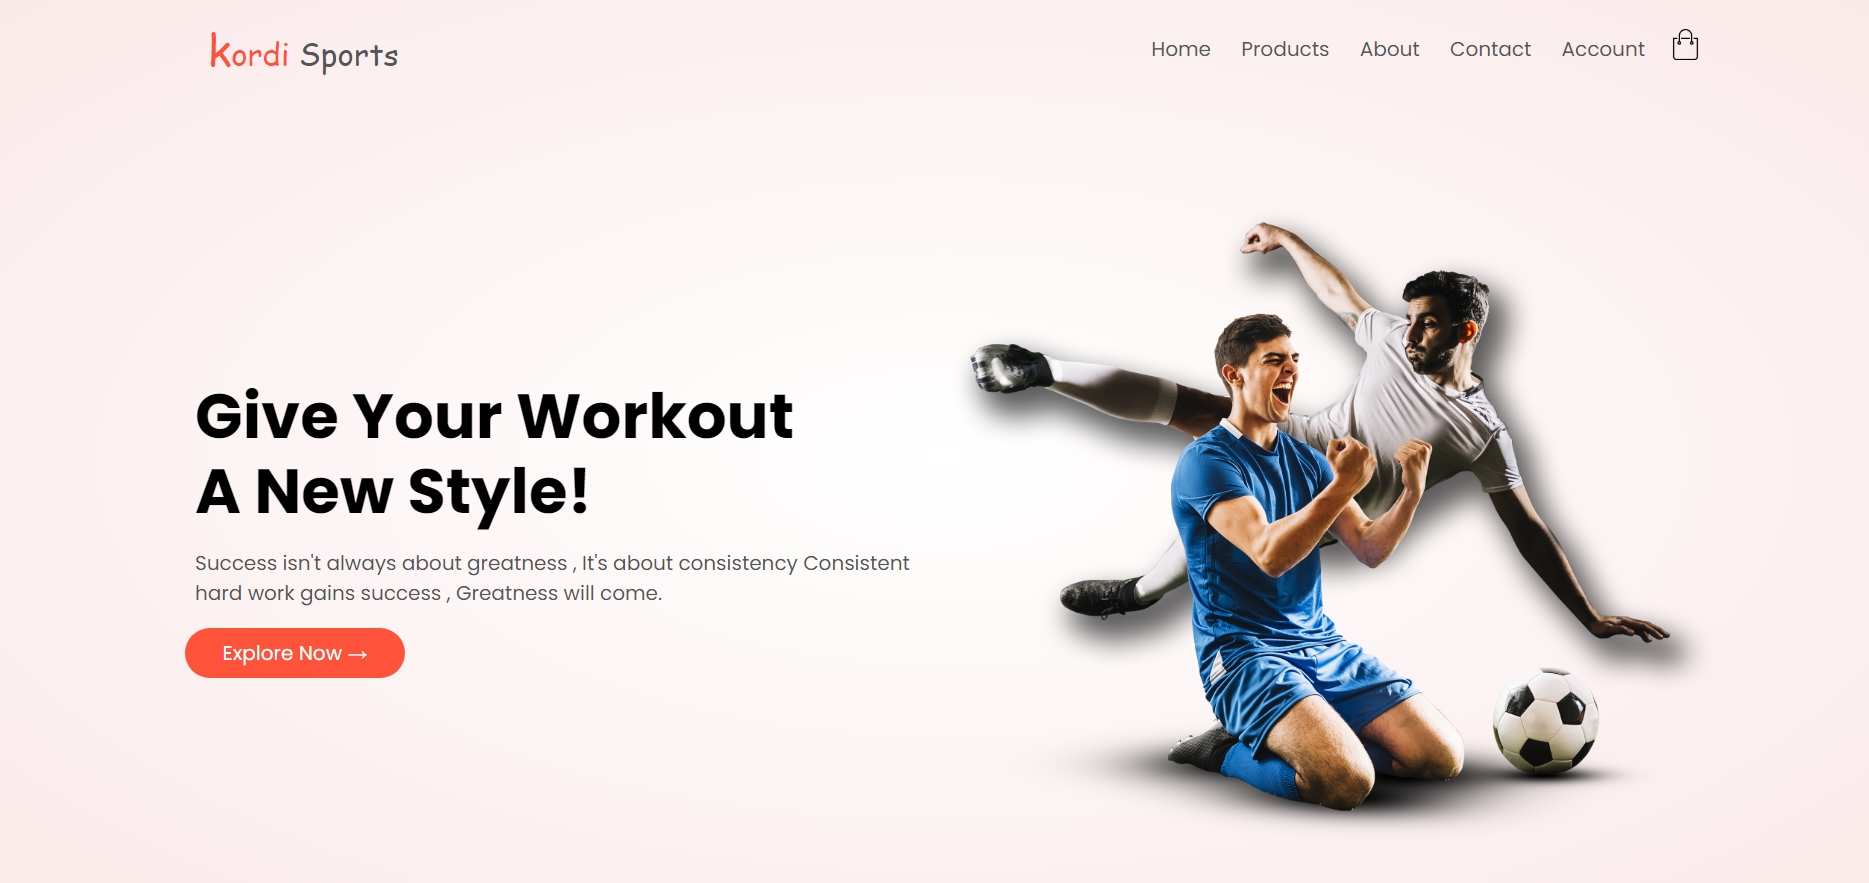 kordi Sports
Home Products About Contact Account
Give Your Workout
A New Style!
Success isn't always about greatness , It's about consistency Consistent
hard work gains success , Greatness will come.
Explore Now →